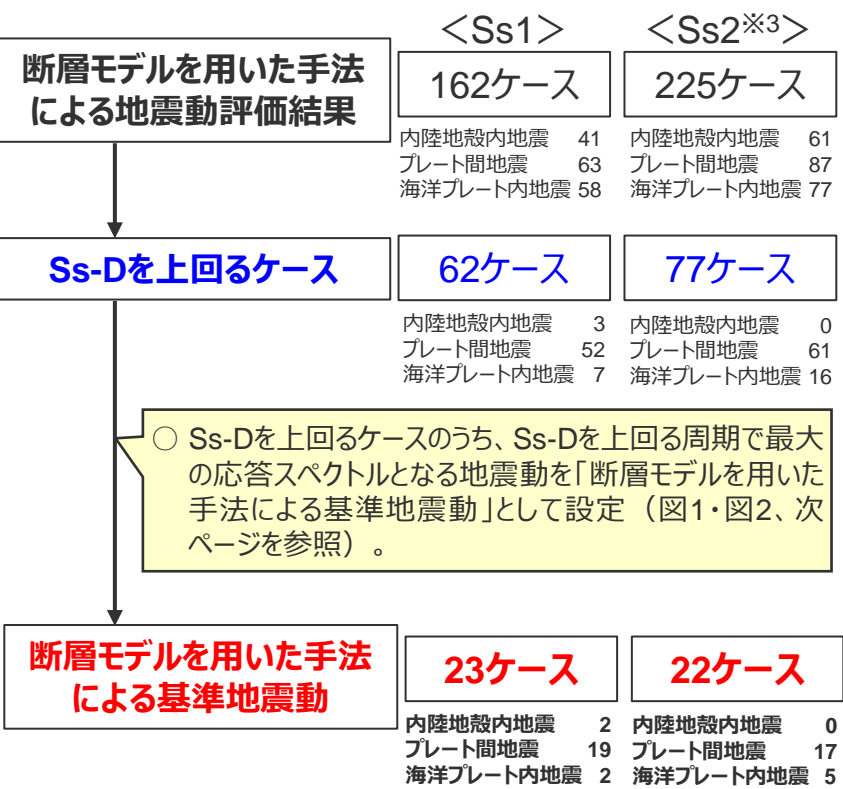 ＜Ss1＞ ＜Ss2※3＞
断層モデルを用いた手法
による地震動評価結果
162ケース 225ケース
内陸地殻内地震 41 内陸地殻内地震 61
プレート間地震 63 プレート間地震 87
海洋プレート内地震 58 海洋プレート内地震 77
Ss-Dを上回るケース 62ケース 77ケース
内陸地殻内地震 3 内陸地殻内地震 0
プレート間地震 52 プレート間地震 61
海洋プレート内地震 7 海洋プレート内地震 16
○ Ss-Dを上回るケースのうち、Ss-Dを上回る周期で最大
の応答スペクトルとなる地震動を「断層モデルを用いた
手法による基準地震動」として設定（図1・図2、次
ページを参照）。
断層モデルを用いた手法
による基準地震動
23ケース 22ケース
内陸地殻内地震 2 内陸地殻内地震 0
プレート間地震 19 プレート間地震 17
海洋プレート内地震 2 海洋プレート内地震 5